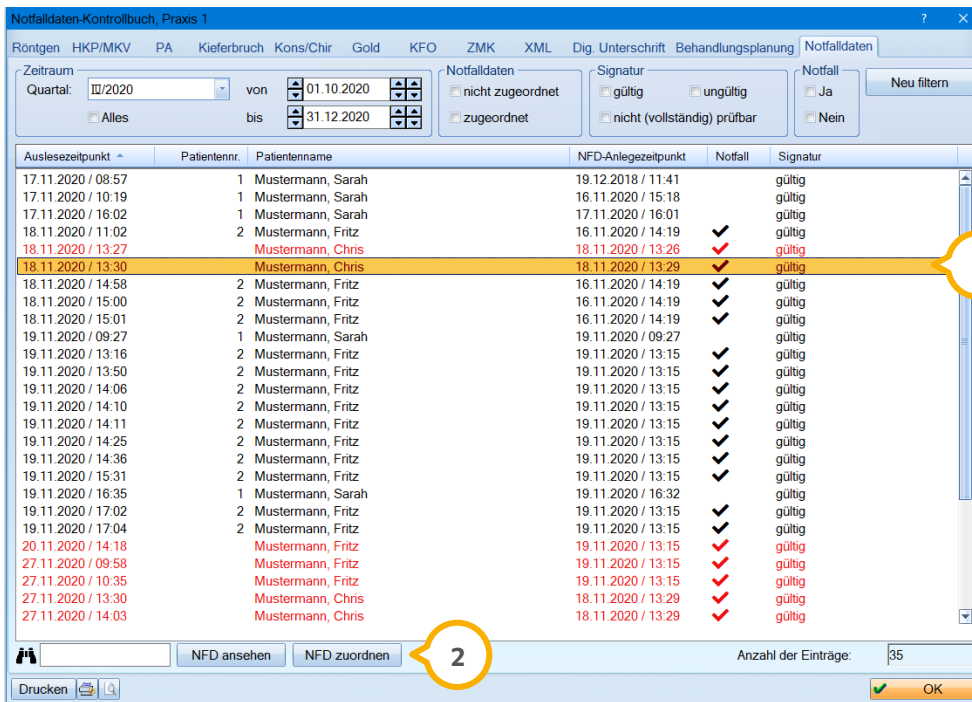 Notfalldaten-Kontrollbuch, Praxis 1
Röntgen HKP/MKV PA Kieferbruch Kons/Chir Gold KFO ZMK XML Dig. Unterschrift Behandlungsplanung Notfalldaten
Zeitraum Notfalldaten Signatur Notfall
Quartal: IV/2020 von 01.10.2020 nicht zugeordnet gültig ungültig Ja Neu filtern
Alles bis 31.12.2020 zugeordnet nicht (vollständig) prüfbar Nein
Auslesezeitpunkt Patientennr. Patientenname NFD-Anlegezeitpunkt Notfall Signatur
17.11.2020 / 08:57 1 Mustermann, Sarah 19.12.2018 / 11:41 gültig
17.11.2020 / 10:19 1 Mustermann, Sarah 16.11.2020 / 15:18 gültig
17.11.2020 / 16:02 1 Mustermann, Sarah 17.11.2020 / 16:01 gültig
18.11.2020 / 11:02 2 Mustermann, Fritz 16.11.2020 / 14:19 gültig
18.11.2020 / 13:27 Mustermann, Chris 18.11.2020 / 13:26 gültig
18.11.2020 / 13:30 Mustermann, Chris 18.11.2020 / 13:29 gültig
18.11.2020 / 14:58 2 Mustermann, Fritz 16.11.2020 / 14:19 gültig
18.11.2020 / 15:00 2 Mustermann, Fritz 16.11.2020 / 14:19 gültig
18.11.2020 / 15:01 2 Mustermann, Fritz 16.11.2020 / 14:19 gültig
19.11.2020 / 09:27 1 Mustermann, Sarah 19.11.2020 / 09:27 gültig
19.11.2020 / 13:16 2 Mustermann, Fritz 19.11.2020 / 13:15 gültig
19.11.2020 / 13:50 2 Mustermann, Fritz 19.11.2020 / 13:15 gültig
19.11.2020 / 14:06 2 Mustermann, Fritz 19.11.2020 / 13:15 gültig
19.11.2020 / 14:10 2 Mustermann, Fritz 19.11.2020 / 13:15 gültig
19.11.2020 / 14:11 2 Mustermann, Fritz 19.11.2020 / 13:15 gültig
19.11.2020 / 14:25 2 Mustermann, Fritz 19.11.2020 / 13:15 gültig
19.11.2020 / 14:36 2 Mustermann, Fritz 19.11.2020 / 13:15 gültig
19.11.2020 / 15:31 2 Mustermann, Fritz 19.11.2020 / 13:15 gültig
19.11.2020 / 16:35 1 Mustermann, Sarah 19.11.2020 / 16:32 gültig
19.11.2020 / 17:02 2 Mustermann, Fritz 19.11.2020 / 13:15 gültig
19.11.2020 / 17:04 2 Mustermann, Fritz 19.11.2020 / 13:15 gültig
20.11.2020 / 14:18 Mustermann, Fritz 19.11.2020 / 13:15 gültig
27.11.2020 / 09:58 Mustermann, Fritz 19.11.2020 / 13:15 gültig
27.11.2020 / 10:35 Mustermann, Fritz 19.11.2020 / 13:15 gültig
27.11.2020 / 13:30 Mustermann, Chris 18.11.2020 / 13:29 gültig
27.11.2020 / 14:03 Mustermann, Chris 18.11.2020 / 13:29 gültig
NFD ansehen NFD zuordnen 2 Anzahl der Einträge: 35
Drucken OK